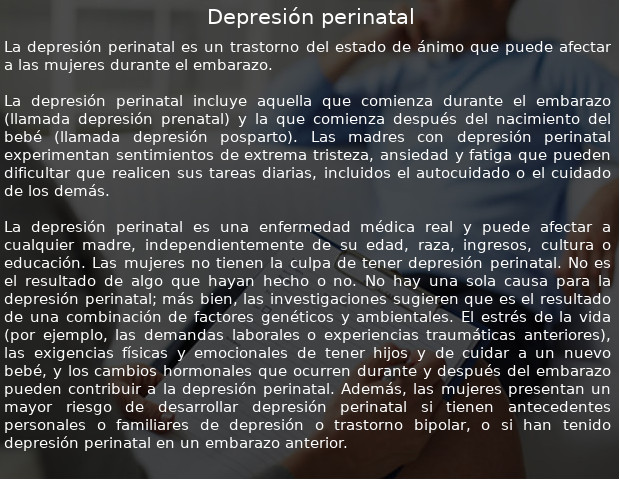 Depresión perinatal
La depresión perinatal es un trastorno del estado de ánimo que puede afectar
a las mujeres durante el embarazo.
La depresión perinatal incluye aquella que comienza durante el embarazo
(llamada depresión prenatal) y la que comienza después del nacimiento del
bebé (llamada depresión posparto). Las madres con depresión perinatal
experimentan sentimientos de extrema tristeza, ansiedad y fatiga que pueden
dificultar que realicen sus tareas diarias, incluidos el autocuidado o el cuidado
de los demás.
La depresión perinatal es una enfermedad médica real y puede afectar a
cualquier madre, independientemente de su edad, raza, ingresos, cultura o
educación. Las mujeres no tienen la culpa de tener depresión perinatal. No es
el resultado de algo que hayan hecho o no. No hay una sola causa para la
depresión perinatal; más bien, las investigaciones sugieren que es el resultado
de una combinación de factores genéticos y ambientales. El estrés de la vida
(por ejemplo, las demandas laborales o experiencias traumáticas anteriores),
las exigencias físicas y emocionales de tener hijos y de cuidar a un nuevo
bebé, y los cambios hormonales que ocurren durante y después del embarazo
pueden contribuir a la depresión perinatal. Además, las mujeres presentan un
mayor riesgo de desarrollar depresión perinatal si tienen antecedentes
personales o familiares de depresión o trastorno bipolar, o si han tenido
depresión perinatal en un embarazo anterior.